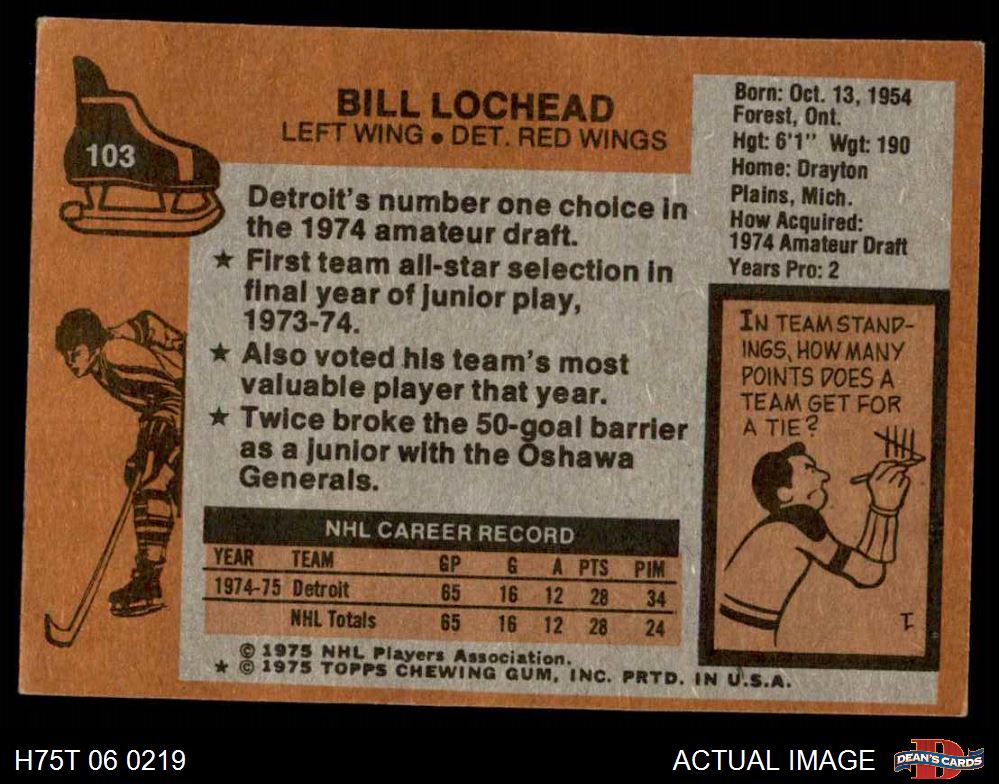 103
BILL LOCHEAD
LEFT WING • DET. RED WINGS
Born: Oct. 13, 1954
Forest, Ont.
Hgt: 6'1" Wgt: 190
Home: Drayton
Plains, Mich.
How Acquired:
1974 Amateur Draft
Years Pro: 2
Detroit's number one choice in
the 1974 amateur draft.
★ First team all-star selection in
final year of junior play,
1973-74.
★ Also voted his team's most
valuable player that year.
★ Twice broke the 50-goal barrier
as a junior with the Oshawa
Generals.
IN TEAM STAND-
INGS, HOW MANY
POINTS DOES A
TEAM GET FOR
A TIE?
NHL CAREER RECORD
YEAR TEAM GP G A PTS PIM
1974-75 Detroit 65 16 12 28 34
NHL Totals 65 16 12 28 24
© 1975 NHL Players Association.
★ © 1975 TOPPS CHEWING GUM, INC. PRTD. IN U.S.A.
H75T 06 0219
ACTUAL IMAGE
DEAN'S CARDS